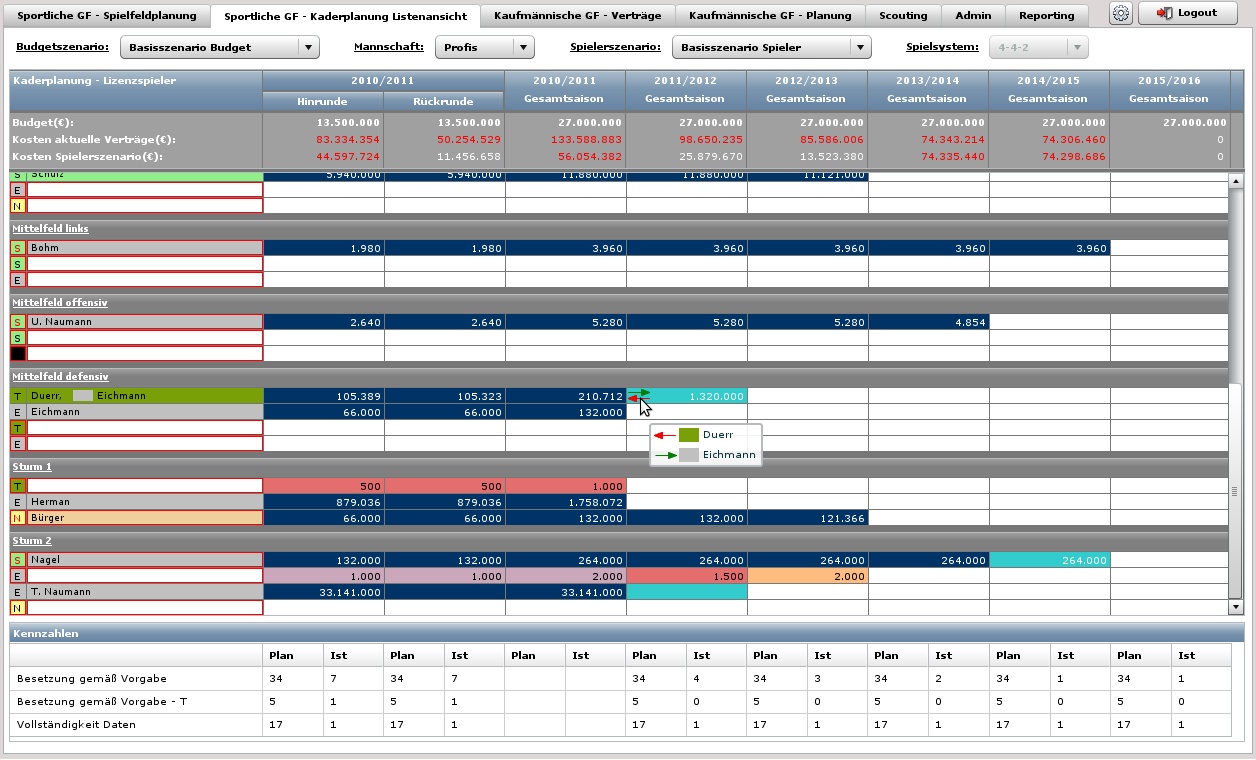 Sportliche GF - Spielfeldplanung Sportliche GF - Kaderplanung Listenansicht Kaufmännische GF - Verträge Kaufmännische GF - Planung Scouting Admin Reporting Logout
Budgetszenario: Basisszenario Budget Mannschaft: Profis Spielerszenario: Basisszenario Spieler Spielsystem: 4-4-2
Kaderplanung - Lizenzspieler 2010/2011 2010/2011 2011/2012 2012/2013 2013/2014 2014/2015 2015/2016
Hinrunde Rückrunde Gesamtsaison Gesamtsaison Gesamtsaison Gesamtsaison Gesamtsaison Gesamtsaison
Budget(€): 13.500.000 13.500.000 27.000.000 27.000.000 27.000.000 27.000.000 27.000.000 27.000.000
Kosten aktuelle Verträge(€): 83.334.354 50.254.529 133.588.883 98.650.235 85.586.006 74.343.214 74.306.460 0
Kosten Spielerszenario(€): 44.597.724 11.456.658 56.054.382 25.879.670 13.523.380 74.335.440 74.298.686 0
S Schulz 5.940.000 5.940.000 11.880.000 11.880.000 11.121.000
E
N
Mittelfeld links
S Bohm 1.980 1.980 3.960 3.960 3.960 3.960 3.960
S
E
Mittelfeld offensiv
S U. Naumann 2.640 2.640 5.280 5.280 5.280 4.854
S
Mittelfeld defensiv
T Duerr, Eichmann 105.389 105.323 210.712 1.320.000
E Eichmann 66.000 66.000 132.000
T
E
Duerr
Eichmann
Sturm 1
T 500 500 1.000
E Herman 879.036 879.036 1.758.072
N Bürger 66.000 66.000 132.000 132.000 121.366
Sturm 2
S Nagel 132.000 132.000 264.000 264.000 264.000 264.000 264.000
E 1.000 1.000 2.000 1.500 2.000
E T. Naumann 33.141.000 33.141.000
N
Kennzahlen
Plan Ist Plan Ist Plan Ist Plan Ist Plan Ist Plan Ist Plan Ist Plan Ist
Besetzung gemäß Vorgabe 34 7 34 7 34 4 34 3 34 2 34 1 34 1
Besetzung gemäß Vorgabe - T 5 1 5 1 5 0 5 0 5 0 5 0 5 0
Vollständigkeit Daten 17 1 17 1 17 1 17 1 17 1 17 1 17 1